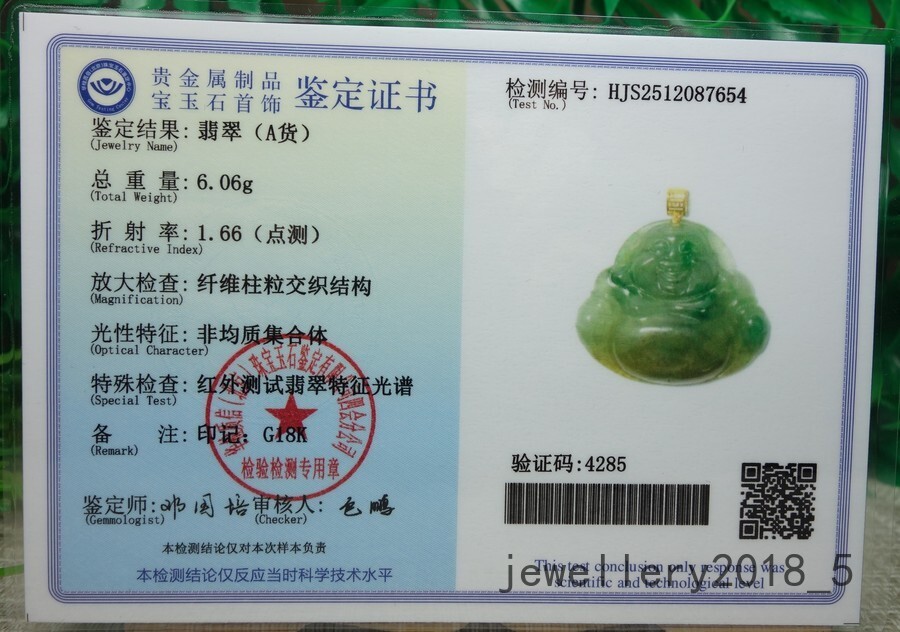 贵金属制品
宝玉石首饰 鉴定证书
检测编号: HJS2512087654
(Test No.)
鉴定结果: 翡翠（A货）
(Jewelry Name)
总 重 量: 6.06g
(Total Weight)
折 射 率: 1.66（点测）
(Refractive Index)
放大检查: 纤维柱粒交织结构
(Magnification)
光性特征: 非均质集合体
(Optical Character)
特殊检查: 红外测试翡翠特征光谱
(Special Test)
备 注: 印记: G18K
(Remark)
检验检测专用章
验证码:4285
鉴定师: 邓国培 审核人: 包鹏
(Gemmologist) (Checker)
本检测结论仅对本次样本负责
本检测结论仅反应当时科学技术水平
This test conclusion only response was
scientific and technological level
jewellery2018_5